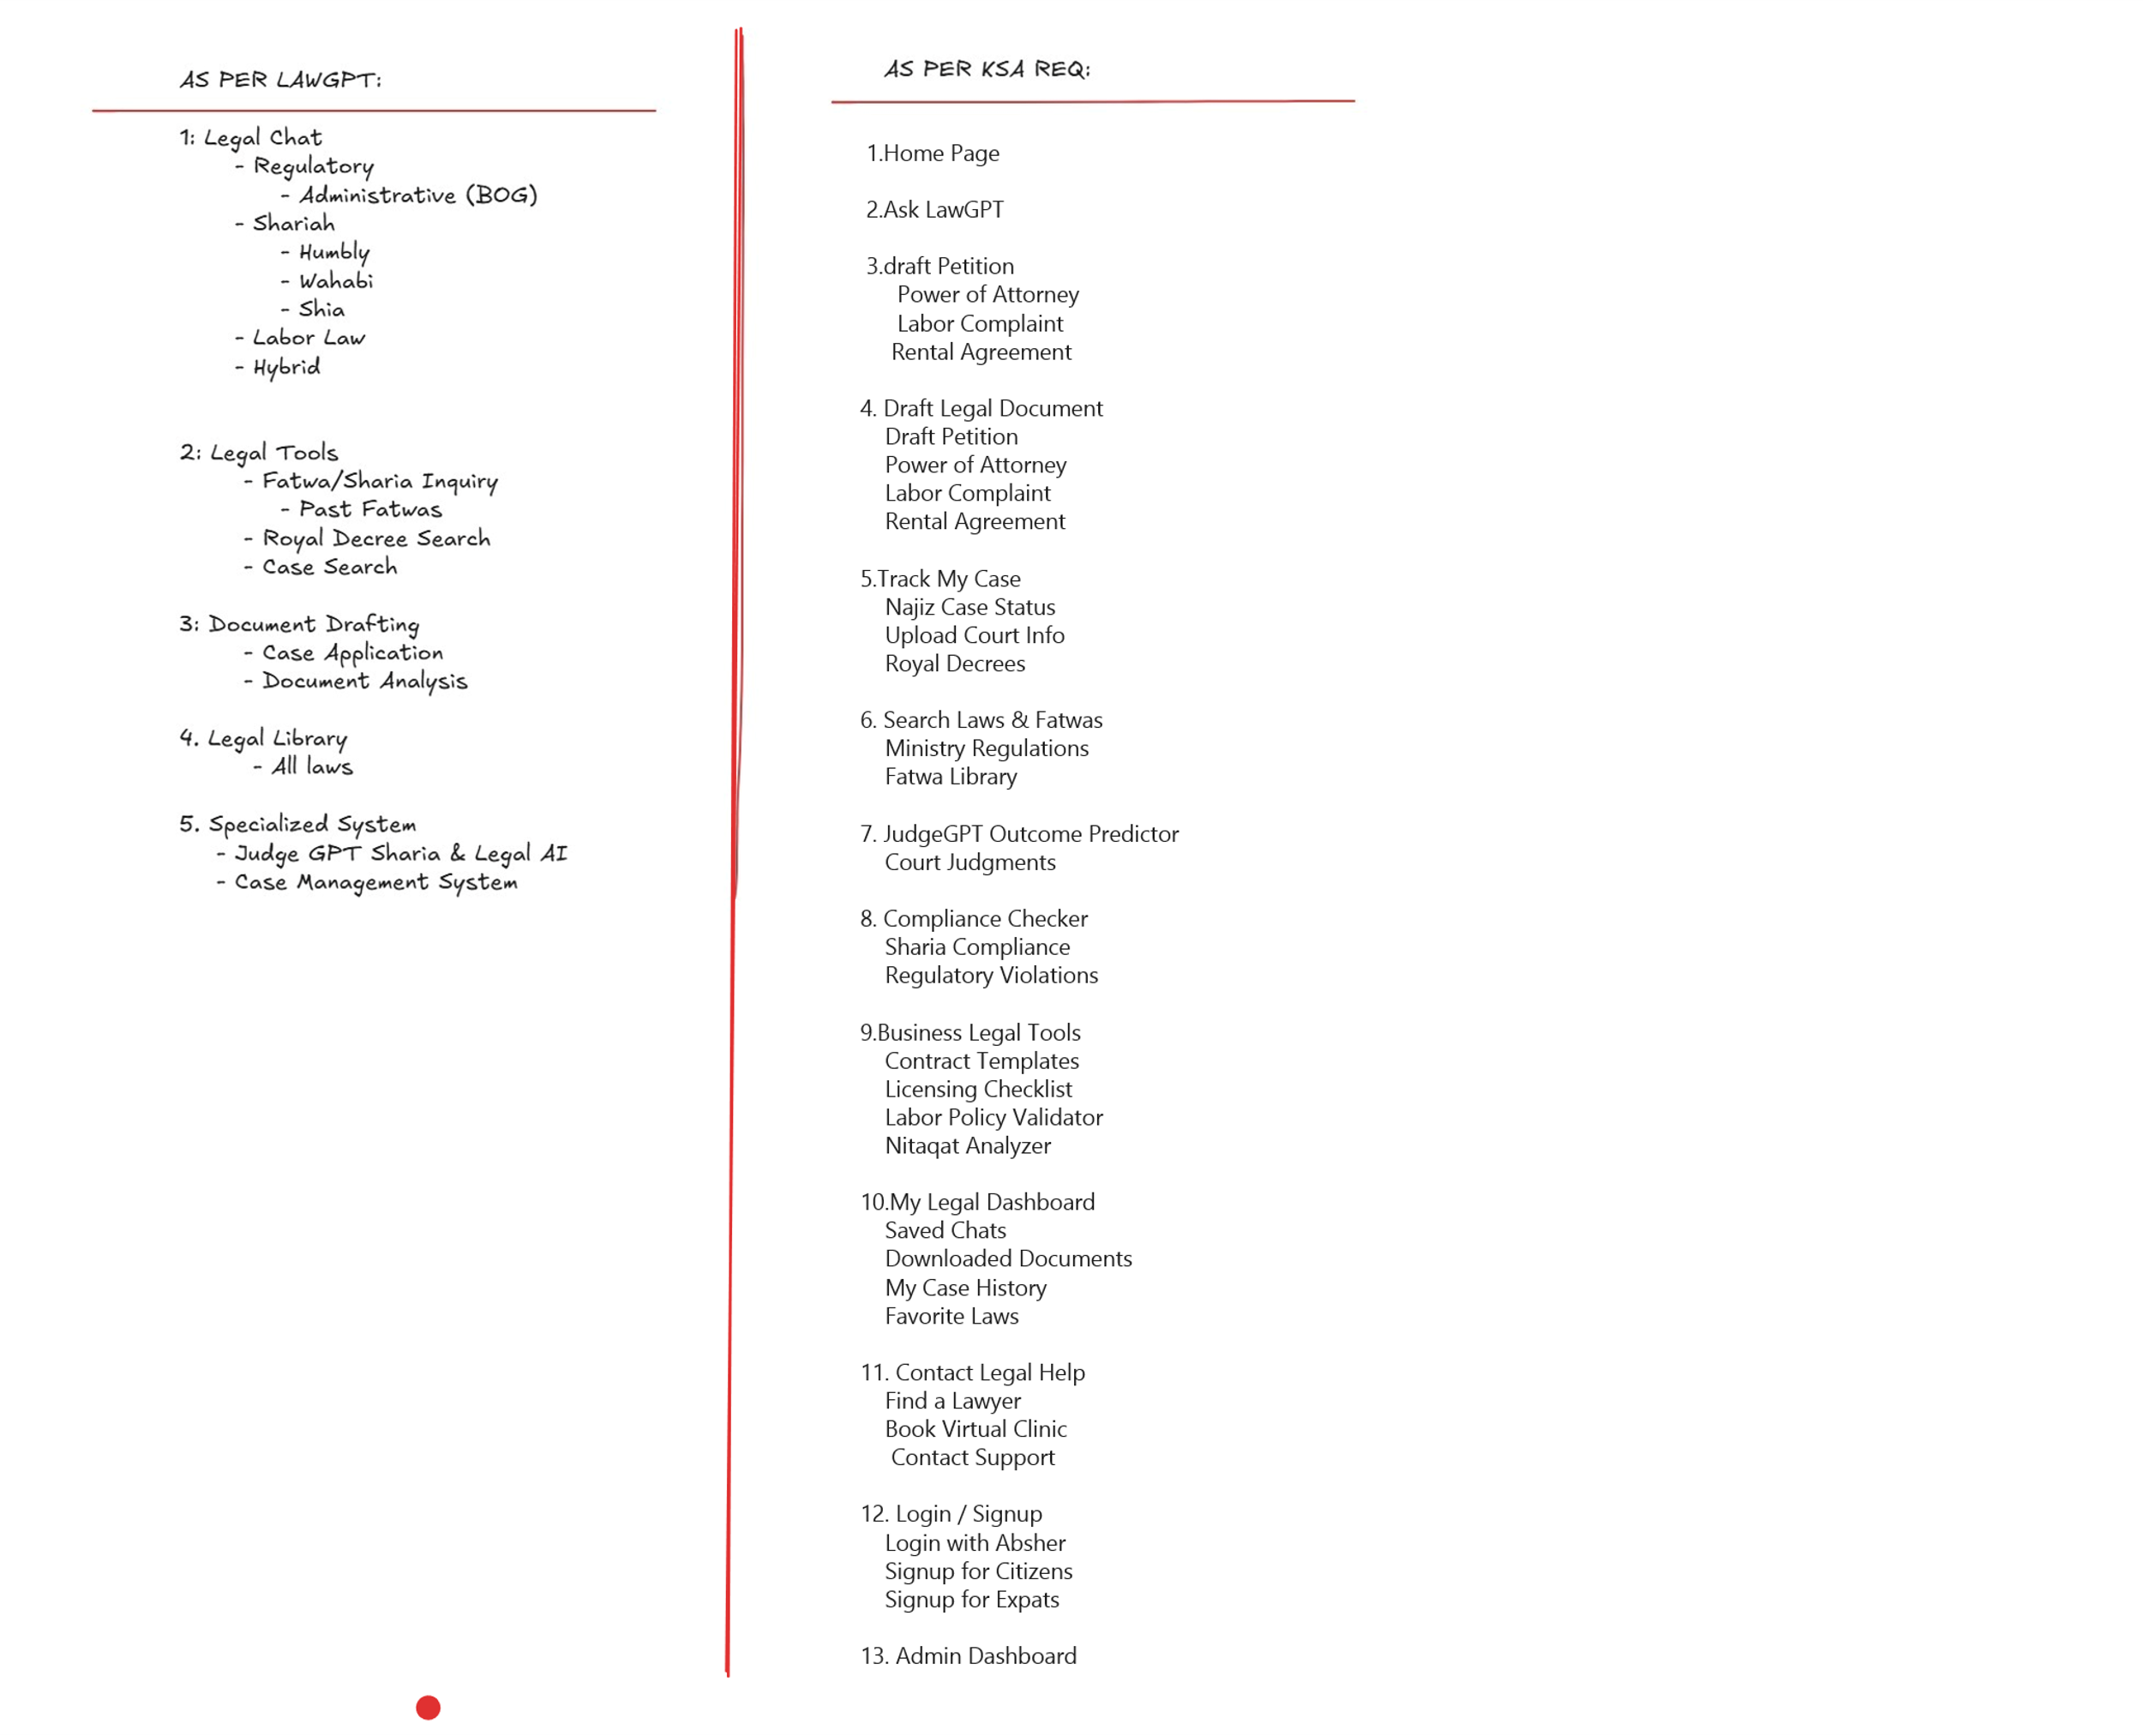 AS PER LAWGPT:
1: Legal Chat
- Regulatory
- Administrative (BOG)
- Shariah
- Humbly
- Wahabi
- Shia
- Labor Law
- Hybrid
2: Legal Tools
- Fatwa/Sharia Inquiry
- Past Fatwas
- Royal Decree Search
- Case Search
3: Document Drafting
- Case Application
- Document Analysis
4. Legal Library
- All laws
5. Specialized System
- Judge GPT Sharia & Legal AI
- Case Management System
AS PER KSA REQ:
1.Home Page
2.Ask LawGPT
3.draft Petition
Power of Attorney
Labor Complaint
Rental Agreement
4. Draft Legal Document
Draft Petition
Power of Attorney
Labor Complaint
Rental Agreement
5.Track My Case
Najiz Case Status
Upload Court Info
Royal Decrees
6. Search Laws & Fatwas
Ministry Regulations
Fatwa Library
7. JudgeGPT Outcome Predictor
Court Judgments
8. Compliance Checker
Sharia Compliance
Regulatory Violations
9.Business Legal Tools
Contract Templates
Licensing Checklist
Labor Policy Validator
Nitaqat Analyzer
10.My Legal Dashboard
Saved Chats
Downloaded Documents
My Case History
Favorite Laws
11. Contact Legal Help
Find a Lawyer
Book Virtual Clinic
Contact Support
12. Login / Signup
Login with Absher
Signup for Citizens
Signup for Expats
13. Admin Dashboard